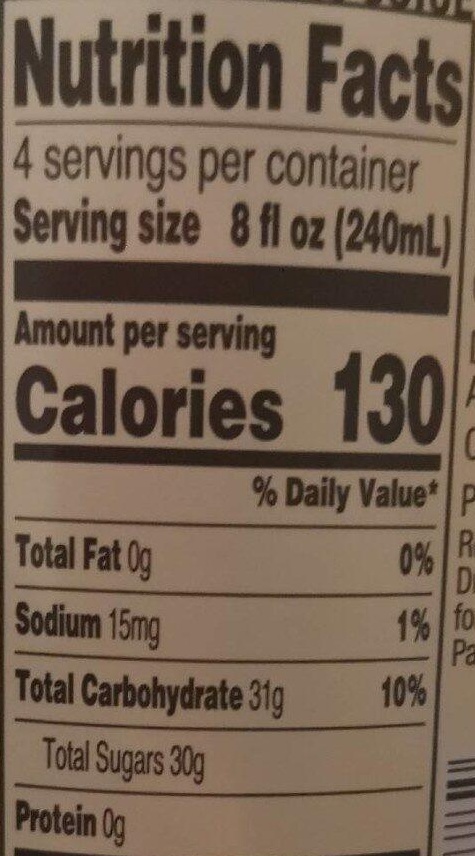 Nutrition Facts
4 servings per container
Serving size 8 fl oz (240mL)
Amount per serving
Calories 130
% Daily Value*
Total Fat 0g 0%
Sodium 15mg 1%
Total Carbohydrate 31g 10%
Total Sugars 30g
Protein 0g